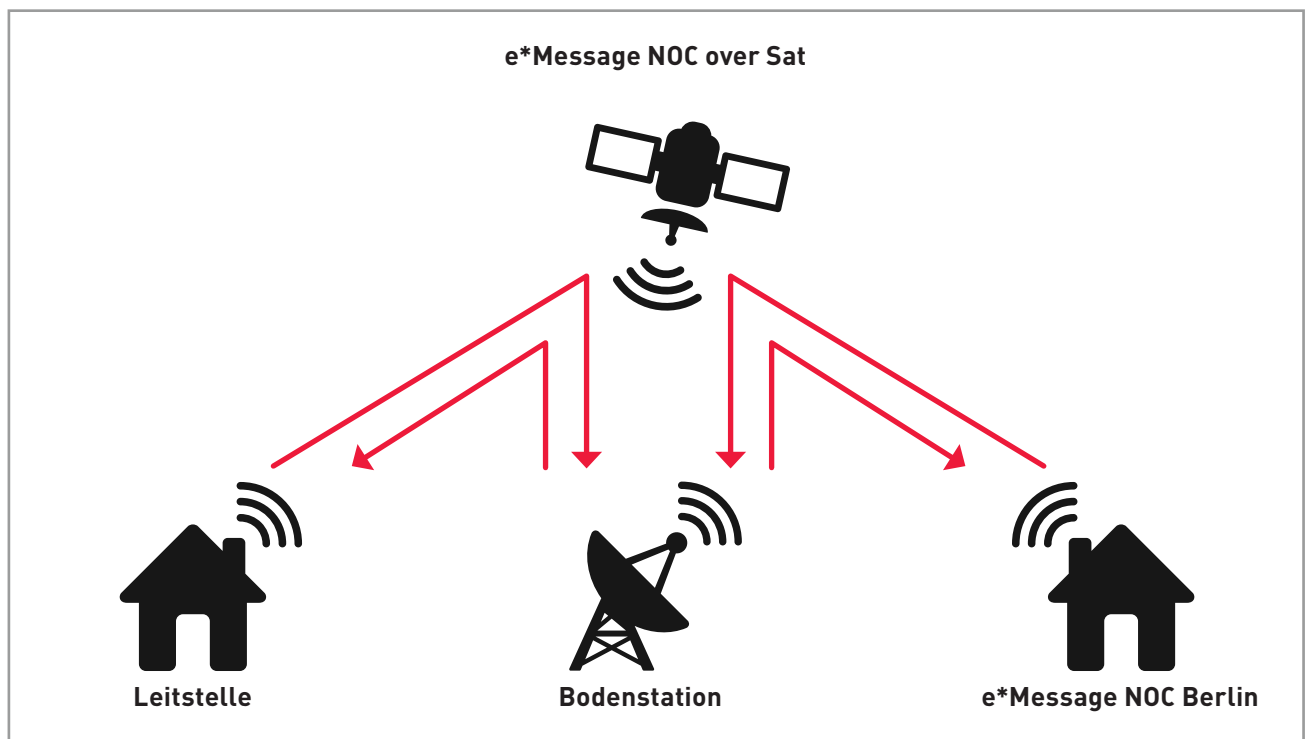 e*Message NOC over Sat
Leitstelle
Bodenstation
e*Message NOC Berlin